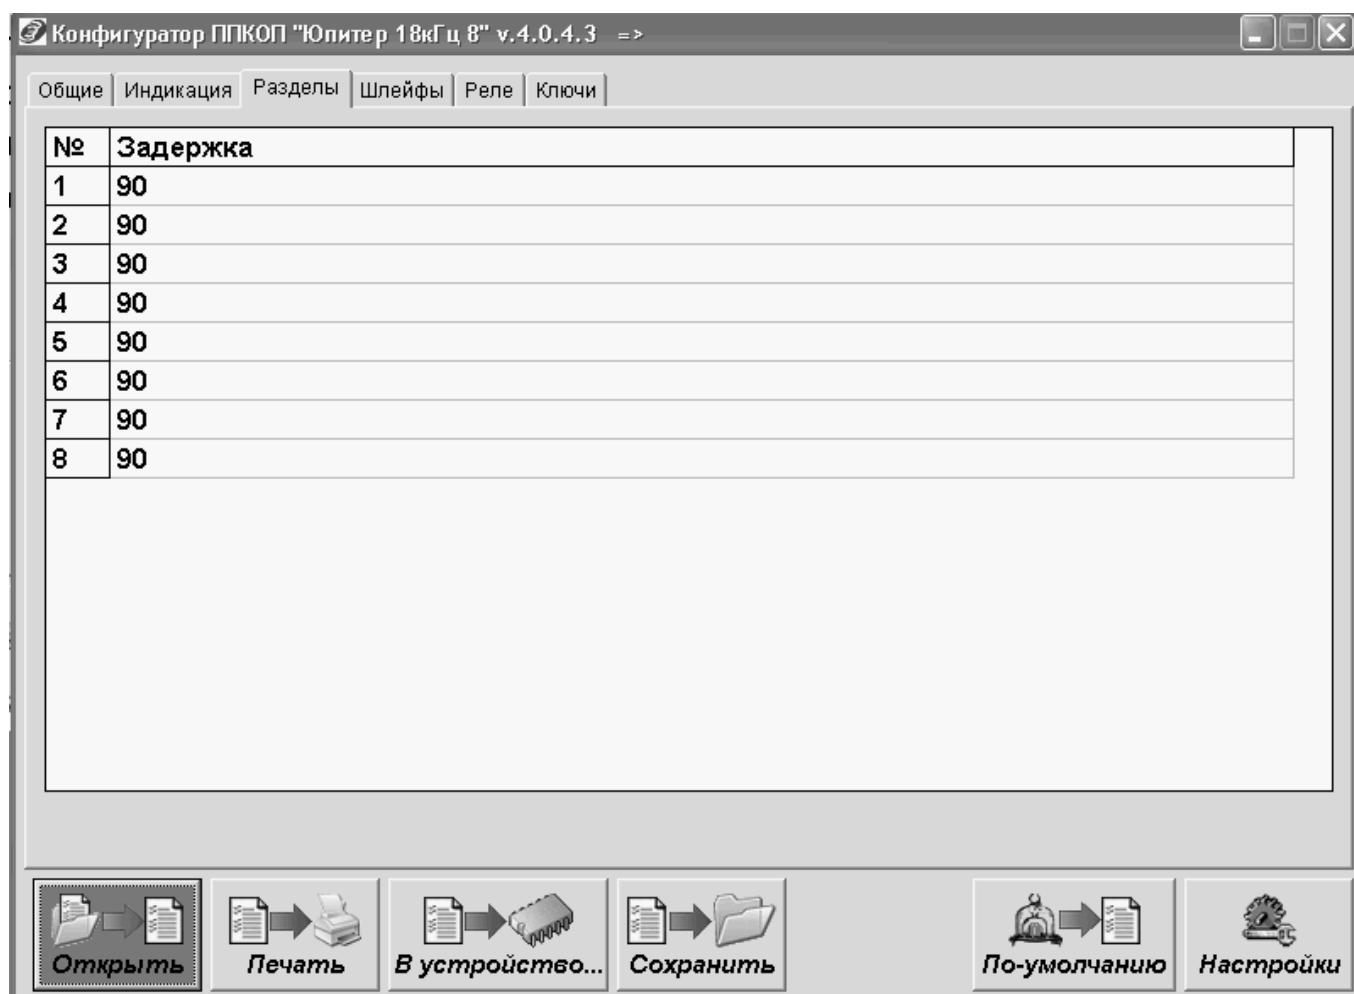 Конфигуратор ППКОП "Юпитер 18кГц 8" v.4.0.4.3 =>
Общие Индикация Разделы Шлейфы Реле Ключи
№ Задержка
1 90
2 90
3 90
4 90
5 90
6 90
7 90
8 90
Открыть Печать В устройство... Сохранить По-умолчанию Настройки